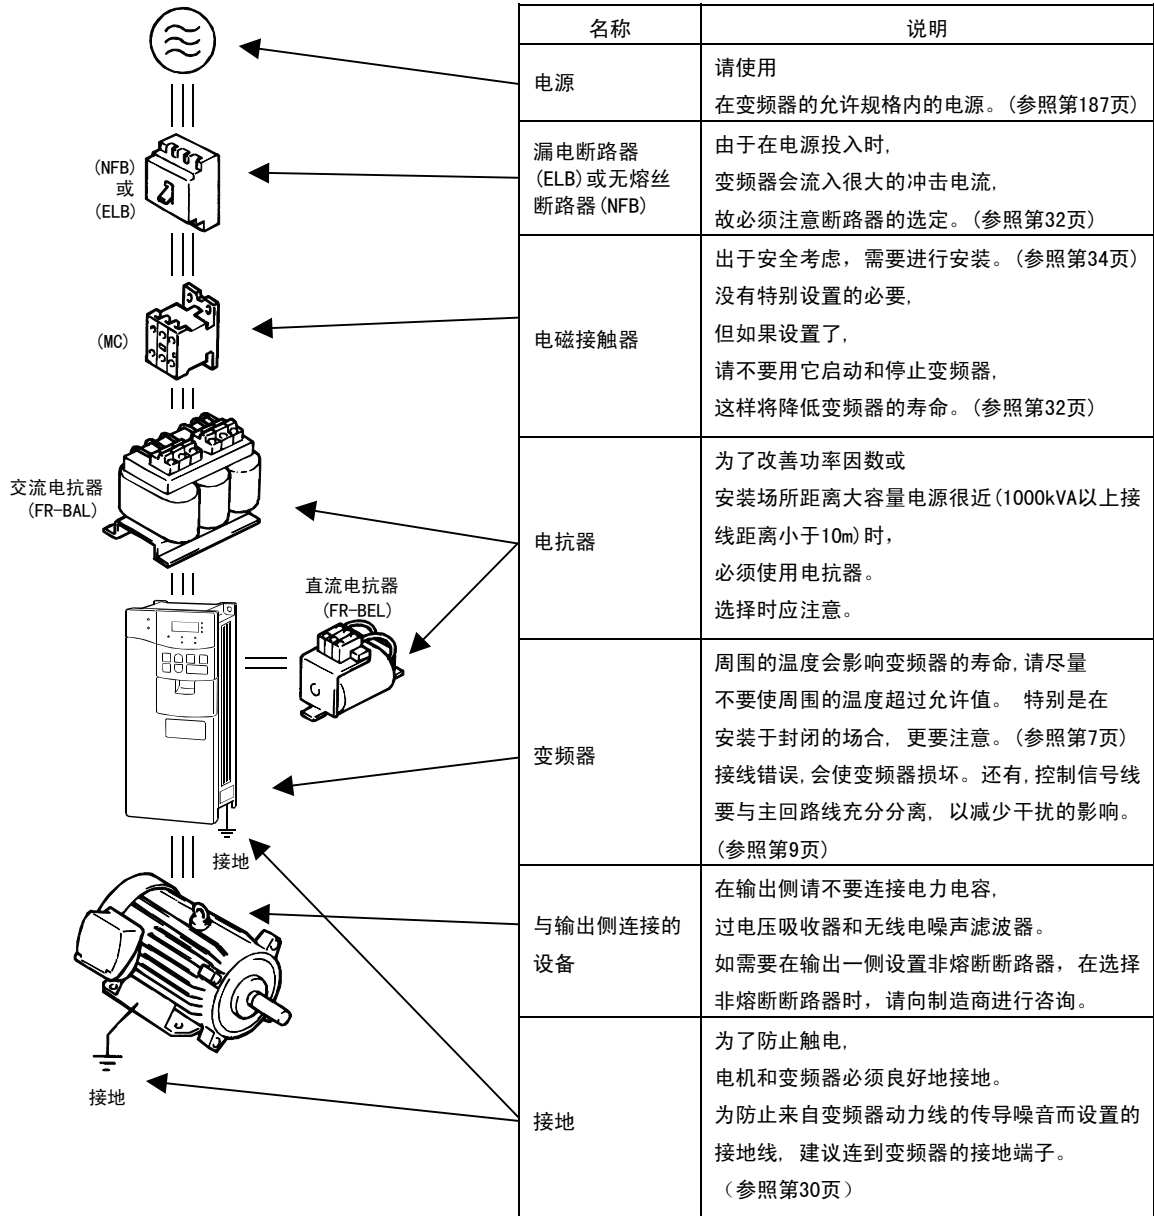 (NFB)
或
(ELB)
(MC)
交流电抗器
(FR-BAL)
直流电抗器
(FR-BEL)
接地
接地
名称
说明
电源
请使用
在变频器的允许规格内的电源。(参照第187页)
漏电断路器
(ELB)或无熔丝
断路器(NFB)
由于在电源投入时,
变频器会流入很大的冲击电流,
故必须注意断路器的选定。(参照第32页)
电磁接触器
出于安全考虑，需要进行安装。(参照第34页)
没有特别设置的必要,
但如果设置了,
请不要用它启动和停止变频器,
这样将降低变频器的寿命。(参照第32页)
电抗器
为了改善功率因数或
安装场所距离大容量电源很近(1000kVA以上接
线距离小于10m)时，
必须使用电抗器。
选择时应注意。
变频器
周围的温度会影响变频器的寿命,请尽量
不要使周围的温度超过允许值。 特别是在
安装于封闭的场合, 更要注意。(参照第7页)
接线错误,会使变频器损坏。还有,控制信号线
要与主回路线充分分离, 以减少干扰的影响。
(参照第9页)
与输出侧连接的
设备
在输出侧请不要连接电力电容,
过电压吸收器和无线电噪声滤波器。
如需要在输出一侧设置非熔断断路器，在选择
非熔断断路器时，请向制造商进行咨询。
接地
为了防止触电,
电机和变频器必须良好地接地。
为防止来自变频器动力线的传导噪音而设置的
接地线, 建议连到变频器的接地端子。
（参照第30页）